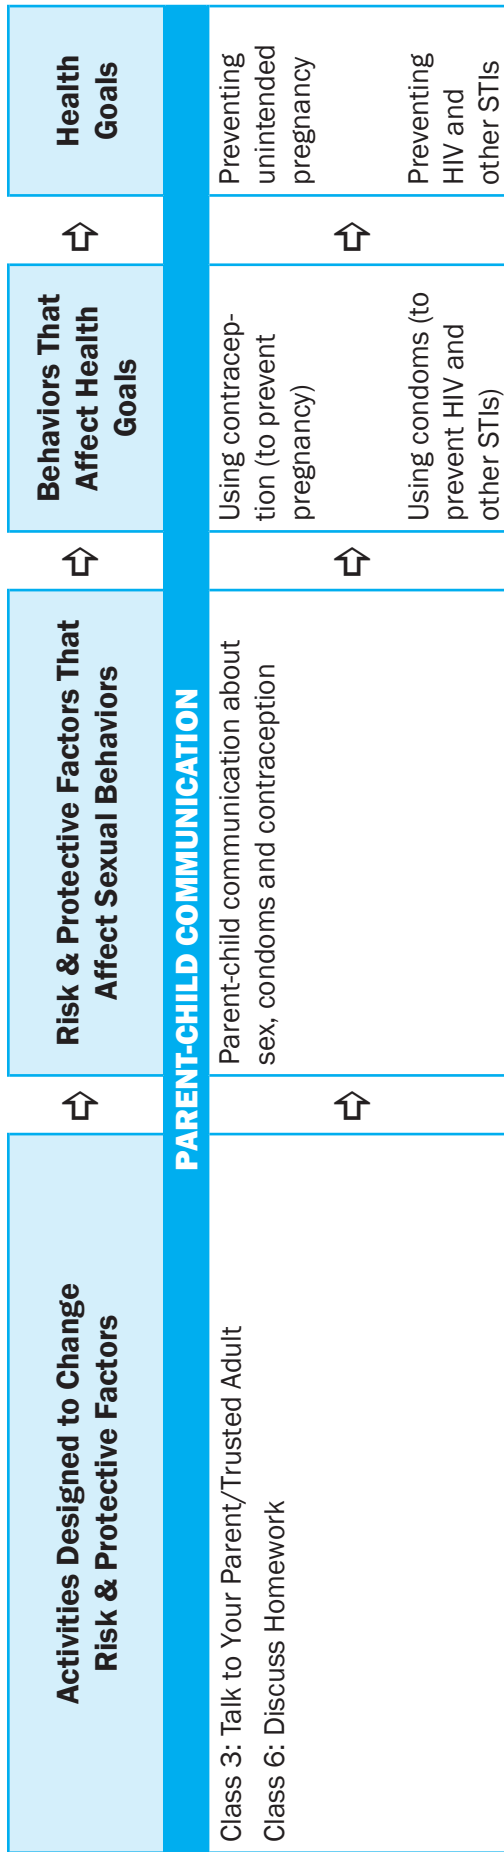 Activities Designed to Change
Risk & Protective Factors
Risk & Protective Factors That
Affect Sexual Behaviors
Behaviors That
Affect Health
Goals
Health
Goals
PARENT-CHILD COMMUNICATION
Class 3: Talk to Your Parent/Trusted Adult
Class 6: Discuss Homework
Parent-child communication about
sex, condoms and contraception
Using contracep-
tion (to prevent
pregnancy)
Using condoms (to
prevent HIV and
other STIs)
Preventing
unintended
pregnancy
Preventing
HIV and
other STIs